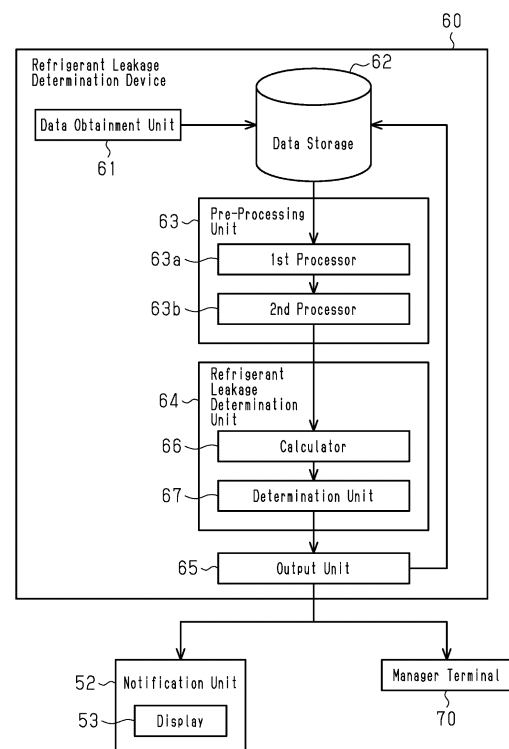 60
Refrigerant Leakage
Determination Device
62
Data Obtainment Unit
61
Data Storage
63
Pre-Processing
Unit
63a
1st Processor
63b
2nd Processor
64
Refrigerant
Leakage
Determination
Unit
66
Calculator
67
Determination Unit
65
Output Unit
52
Notification Unit
53
Display
Manager Terminal
70